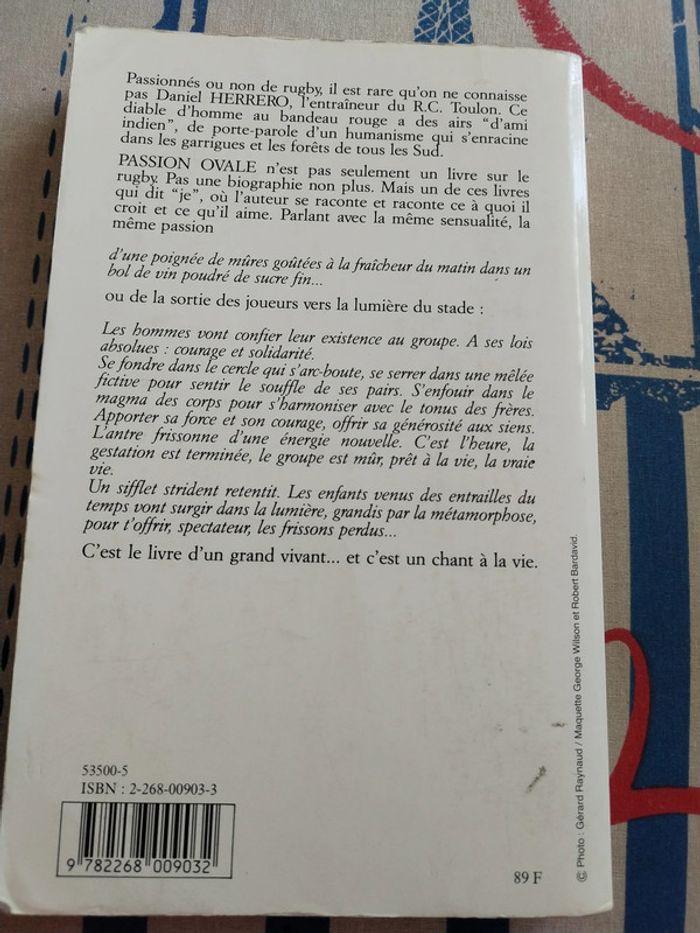 Passionnés ou non de rugby, il est rare qu'on ne connaisse
pas Daniel HERRERO, l'entraîneur du R.C. Toulon. Ce
diable d'homme au bandeau rouge a des airs "d'ami
indien", de porte-parole d'un humanisme qui s'enracine
dans les garrigues et les forêts de tous les Sud.
PASSION OVALE n'est pas seulement un livre sur le
rugby. Pas une biographie non plus. Mais un de ces livres
qui dit "je", où l'auteur se raconte et raconte ce à quoi il
croit et ce qu'il aime. Parlant avec la même sensualité, la
même passion
d'une poignée de mûres goûtées à la fraîcheur du matin dans un
bol de vin poudré de sucre fin...
ou de la sortie des joueurs vers la lumière du stade :
Les hommes vont confier leur existence au groupe. A ses lois
absolues : courage et solidarité.
Se fondre dans le cercle qui s'arc-boute, se serrer dans une mêlée
fictive pour sentir le souffle de ses pairs. S'enfouir dans le
magma des corps pour s'harmoniser avec le tonus des frères.
Apporter sa force et son courage, offrir sa générosité aux siens.
L'antre frissonne d'une énergie nouvelle. C'est l'heure, la
gestation est terminée, le groupe est mûr, prêt à la vie, la vraie
vie.
Un sifflet strident retentit. Les enfants venus des entrailles du
temps vont surgir dans la lumière, grandis par la métamorphose,
pour t'offrir, spectateur, les frissons perdus...
C'est le livre d'un grand vivant... et c'est un chant à la vie.
53500-5
ISBN : 2-268-00903-3
9 782268 009032
89 F
© Photo : Gérard Raynaud / Maquette George Wilson et Robert Bardavid.